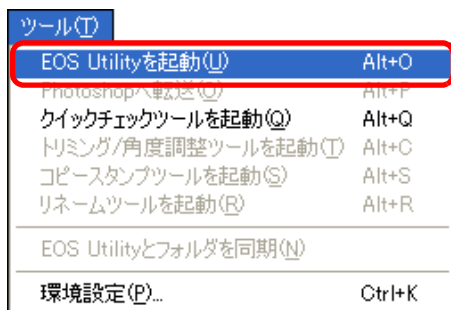 ツール(T)
EOS Utilityを起動(U) Alt+O
Photoshopへ転送(O) Alt+P
クイックチェックツールを起動(Q) Alt+Q
トリミング/角度調整ツールを起動(T) Alt+C
コピースタンプツールを起動(S) Alt+S
リネームツールを起動(R) Alt+R
EOS Utilityとフォルダを同期(N)
環境設定(P)... Ctrl+K